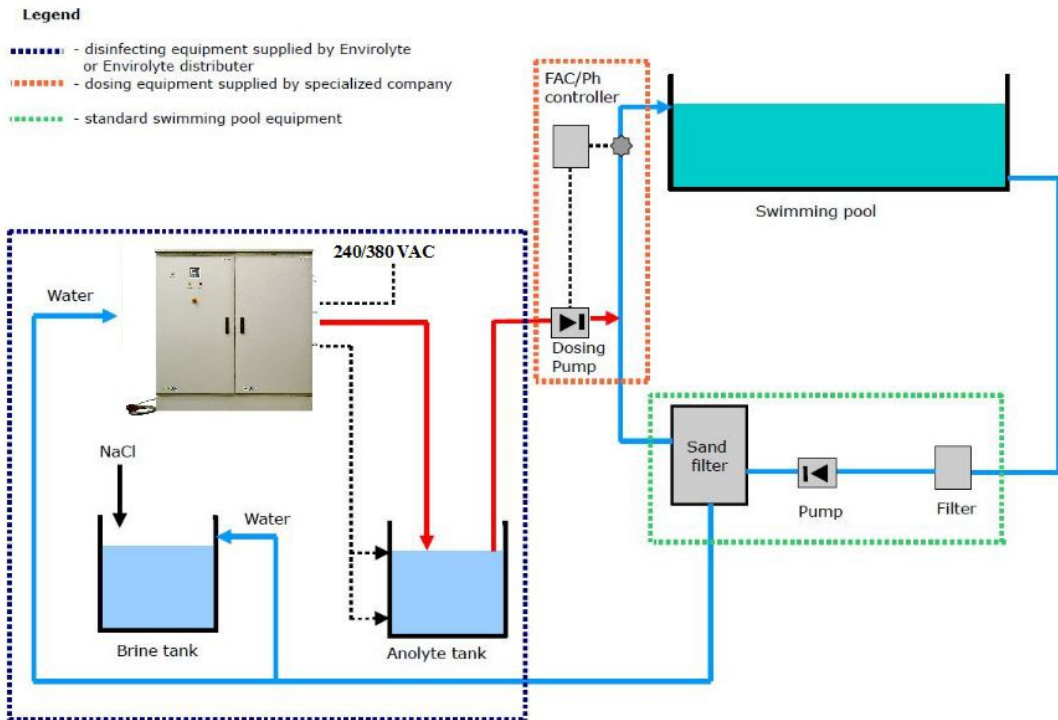 Legend
- disinfecting equipment supplied by Envirolyte
or Envirolyte distributer
- dosing equipment supplied by specialized company
- standard swimming pool equipment
FAC/Ph
controller
Swimming pool
240/380 VAC
Water
Dosing
Pump
NaCl
Water
Sand
filter
Pump
Filter
Brine tank
Anolyte tank